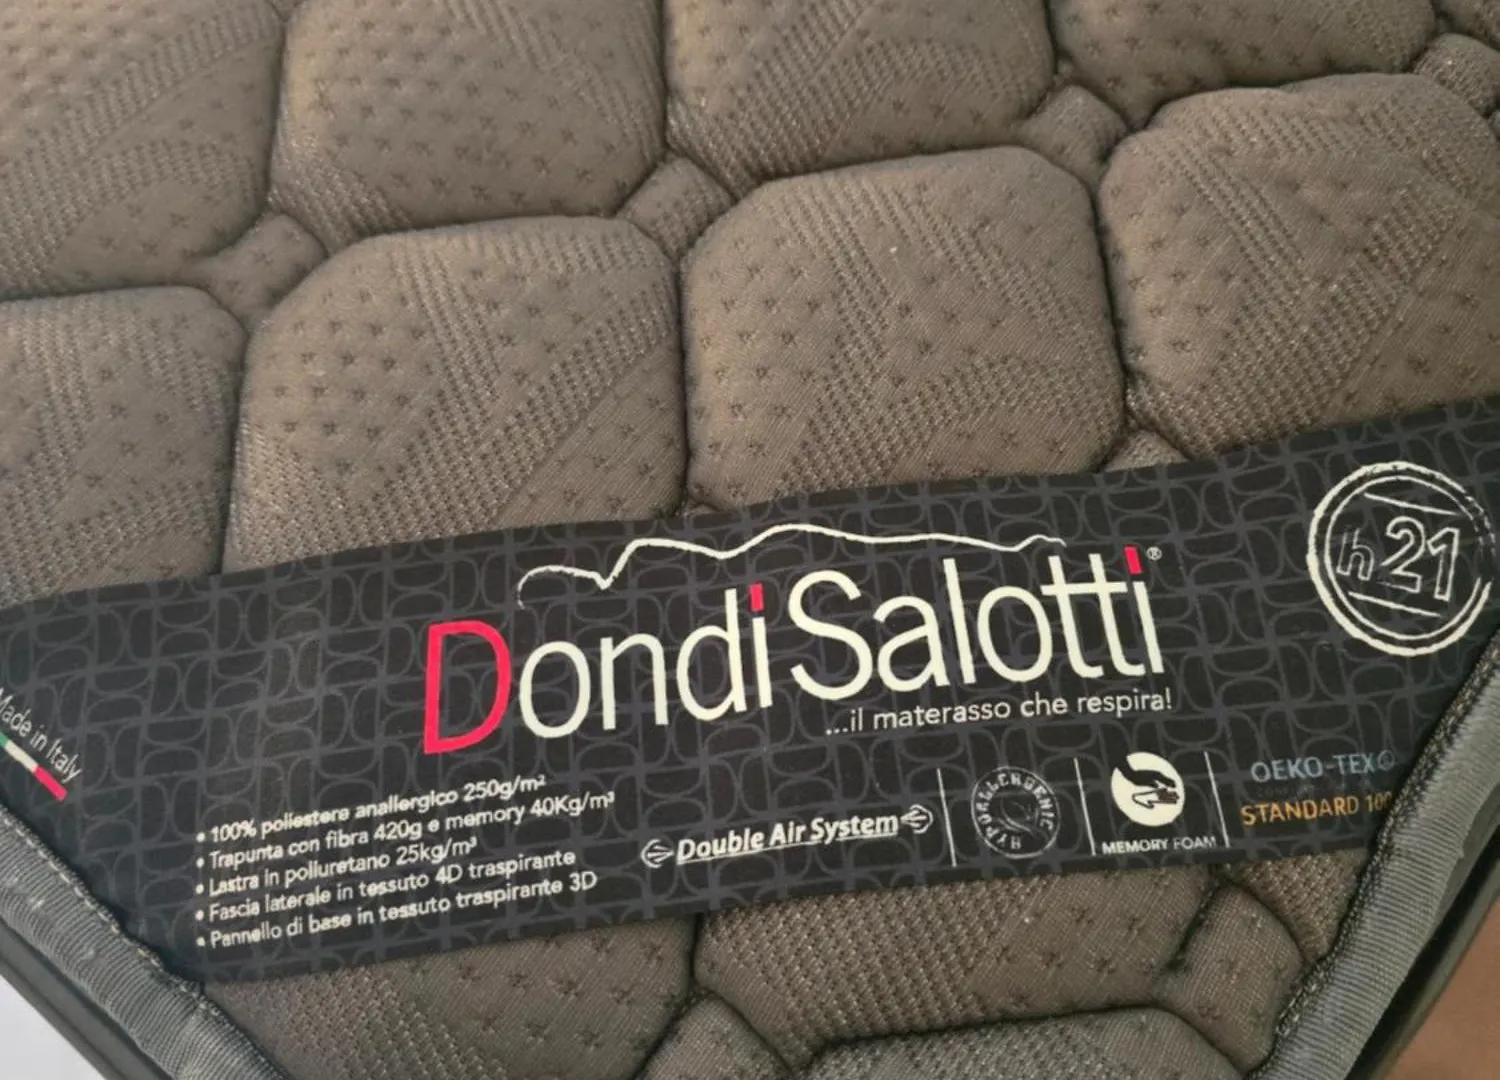 h21
DondiSalotti®
...il materasso che respira!
Made in Italy
• 100% poliestere anallergico 250g/m²
• Trapunta con fibra 420g e memory 40Kg/m³
• Lastra in poliuretano 25kg/m³
• Fascia laterale in tessuto 4D traspirante
• Pannello di base in tessuto traspirante 3D
Double Air System
HYPOALLERGENIC
MEMORY FOAM
OEKO-TEX®
STANDARD 100